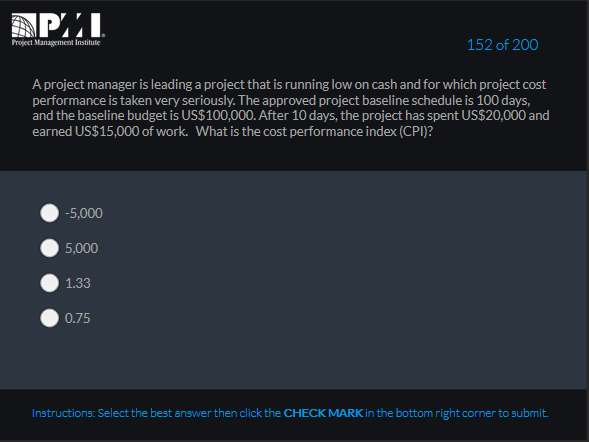 PMI
Project Management Institute
152 of 200
A project manager is leading a project that is running low on cash and for which project cost
performance is taken very seriously. The approved project baseline schedule is 100 days,
and the baseline budget is US$100,000. After 10 days, the project has spent US$20,000 and
earned US$15,000 of work. What is the cost performance index (CPI)?
-5,000
5,000
1.33
0.75
Instructions: Select the best answer then click the CHECK MARK in the bottom right corner to submit.